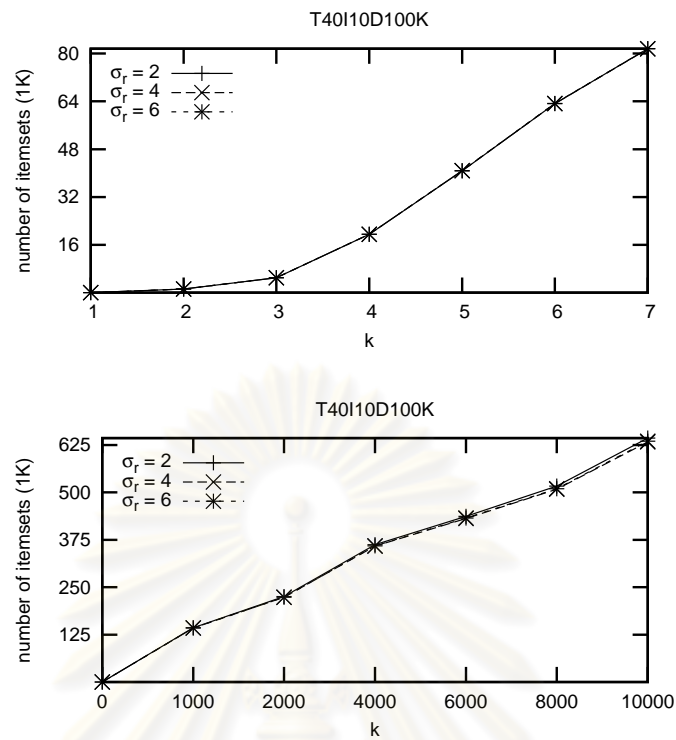 T40I10D100K
number of itemsets (1K)
80
64
48
32
16
σr = 2
σr = 4
σr = 6
1 2 3 4 5 6 7
k
T40I10D100K
number of itemsets (1K)
625
500
375
250
125
σr = 2
σr = 4
σr = 6
0 1000 2000 4000 6000 8000 10000
k